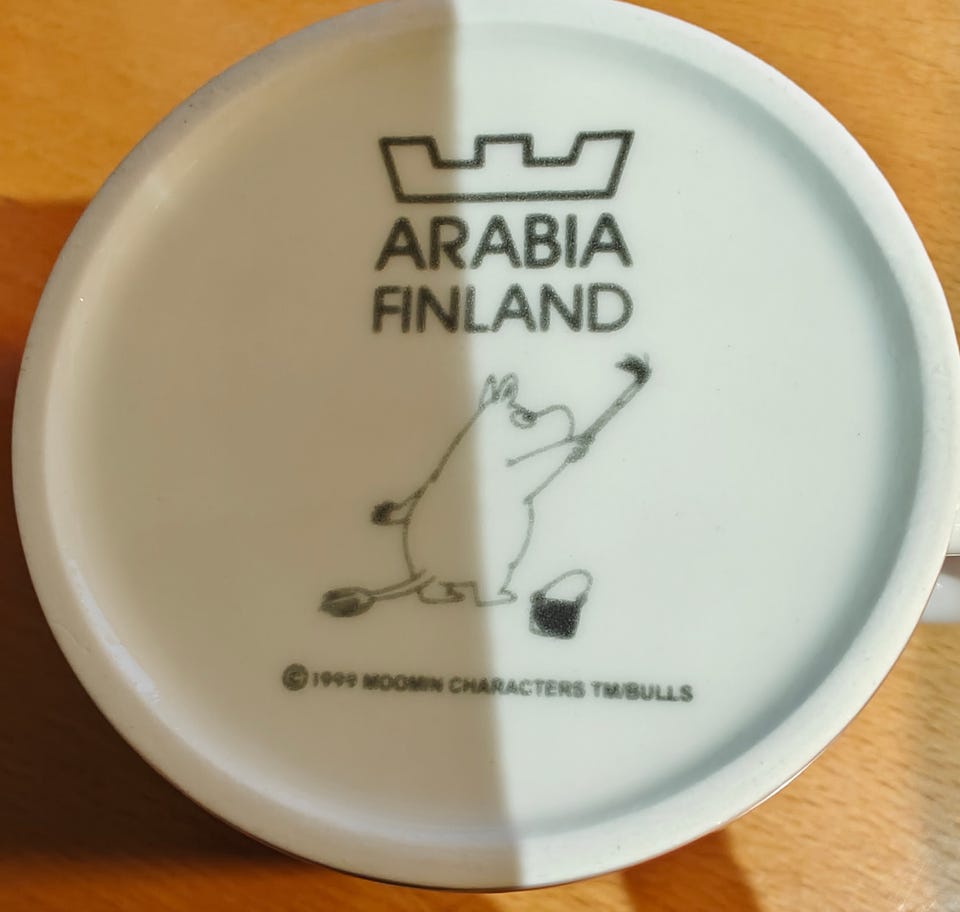 ARABIA
FINLAND
© 1999 MOOMIN CHARACTERS TM/BULLS